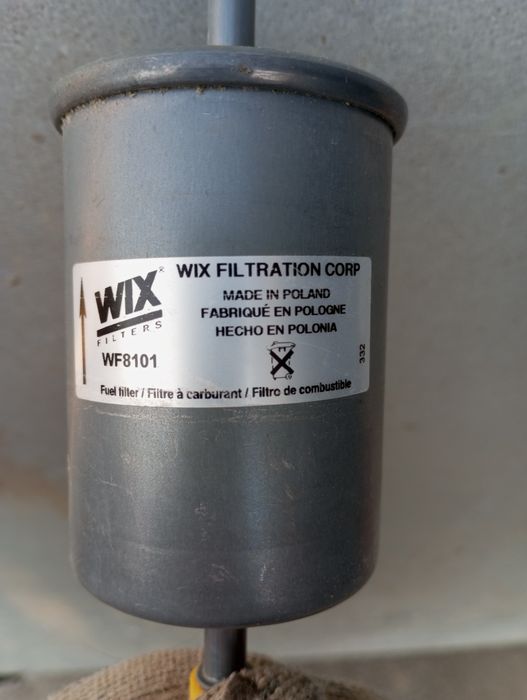 WIX®
FILTERS
WF8101
WIX FILTRATION CORP
MADE IN POLAND
FABRIQUÉ EN POLOGNE
HECHO EN POLONIA
332
Fuel filter / Filtre à carburant / Filtro de combustible